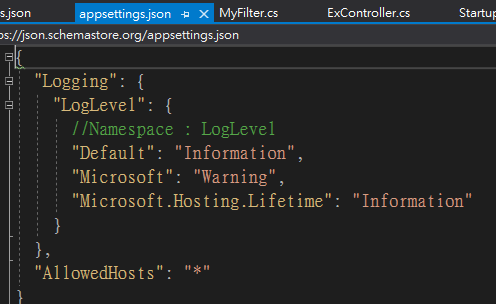 s.json appsettings.json MyFilter.cs ExController.cs Startup
ps://json.schemastore.org/appsettings.json
{
"Logging": {
"LogLevel": {
//Namespace : LogLevel
"Default": "Information",
"Microsoft": "Warning",
"Microsoft.Hosting.Lifetime": "Information"
}
},
"AllowedHosts": "*"
}